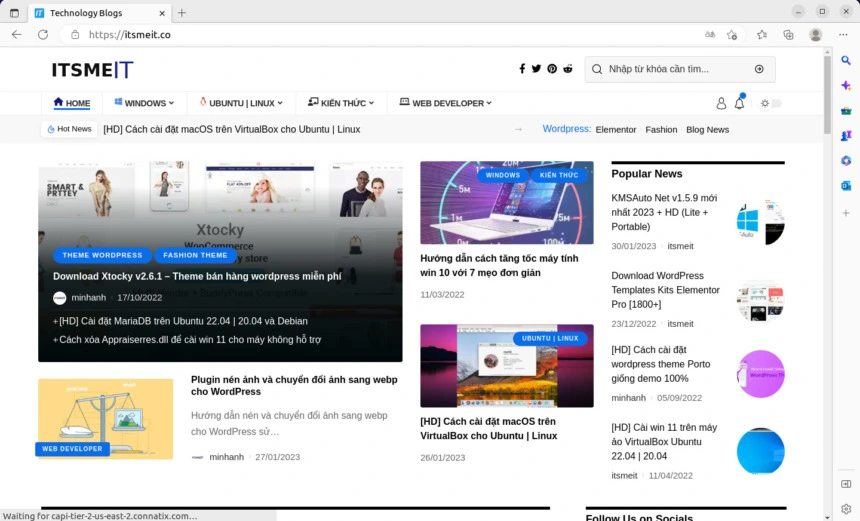 Technology Blogs
https://itsmeit.co
ITSMEIT
Nhập từ khóa cần tìm...
HOME
WINDOWS
UBUNTU | LINUX
KIẾN THỨC
WEB DEVELOPER
Hot News
[HD] Cách cài đặt macOS trên VirtualBox cho Ubuntu | Linux
Wordpress:
Elementor
Fashion
Blog News
SMART &
PRTTEY
FLAT 40% OFF
Xtocky
WooCommerce
THEME WORDPRESS
FASHION THEME
Download Xtocky v2.6.1 – Theme bán hàng wordpress miễn phí
minhanh
17/10/2022
+[HD] Cài đặt MariaDB trên Ubuntu 22.04 | 20.04 và Debian
+Cách xóa Appraiserres.dll để cài win 11 cho máy không hỗ trợ
WEB DEVELOPER
Plugin nén ảnh và chuyển đổi ảnh sang webp
cho WordPress
Hướng dẫn nén và chuyển đổi ảnh sang webp
cho WordPress sử…
minhanh
27/01/2023
WINDOWS
KIẾN THỨC
Hướng dẫn cách tăng tốc máy tính
win 10 với 7 mẹo đơn giản
11/03/2022
UBUNTU | LINUX
[HD] Cách cài đặt macOS trên
VirtualBox cho Ubuntu | Linux
26/01/2023
Popular News
KMSAuto Net v1.5.9 mới
nhất 2023 + HD (Lite +
Portable)
30/01/2023
itsmeit
Download WordPress
Templates Kits Elementor
Pro [1800+]
23/12/2022
itsmeit
[HD] Cách cài đặt
wordpress theme Porto
giống demo 100%
minhanh
05/09/2022
[HD] Cài win 11 trên máy
ảo VirtualBox Ubuntu
22.04 | 20.04
itsmeit
11/04/2022
Follow Us on Socials
Waiting for capi-tier-2-us-east-2.connatix.com...